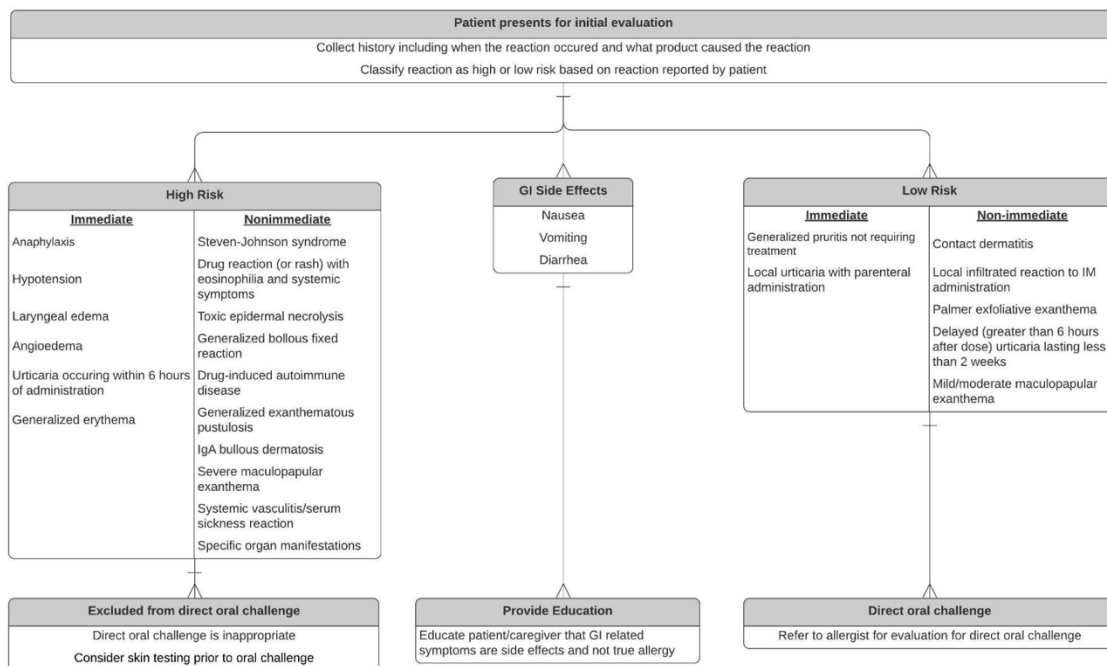 Patient presents for initial evaluation
Collect history including when the reaction occured and what product caused the reaction
Classify reaction as high or low risk based on reaction reported by patient
High Risk
Immediate
Anaphylaxis
Hypotension
Laryngeal edema
Angioedema
Urticaria occuring within 6 hours
of administration
Generalized erythema
Nonimmediate
Steven-Johnson syndrome
Drug reaction (or rash) with
eosinophilia and systemic
symptoms
Toxic epidermal necrolysis
Generalized bollous fixed
reaction
Drug-induced autoimmune
disease
Generalized exanthematous
pustulosis
IgA bullous dermatosis
Severe maculopapular
exanthema
Systemic vasculitis/serum
sickness reaction
Specific organ manifestations
GI Side Effects
Nausea
Vomiting
Diarrhea
Low Risk
Immediate
Generalized pruritis not requiring
treatment
Local urticaria with parenteral
administration
Non-immediate
Contact dermatitis
Local infiltrated reaction to IM
administration
Palmer exfoliative exanthema
Delayed (greater than 6 hours
after dose) urticaria lasting less
than 2 weeks
Mild/moderate maculopapular
exanthema
Excluded from direct oral challenge
Direct oral challenge is inappropriate
Consider skin testing prior to oral challenge
Provide Education
Educate patient/caregiver that GI related
symptoms are side effects and not true allergy
Direct oral challenge
Refer to allergist for evaluation for direct oral challenge